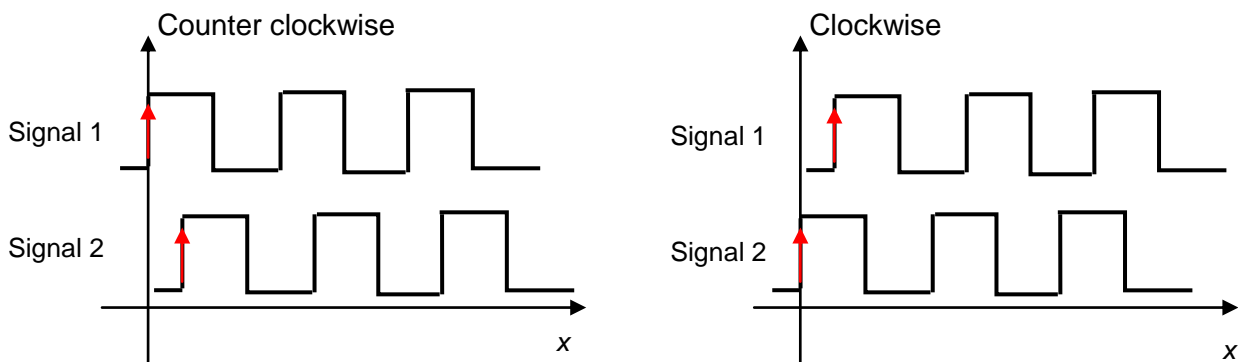 Counter clockwise
Signal 1
Signal 2
x
Clockwise
Signal 1
Signal 2
x